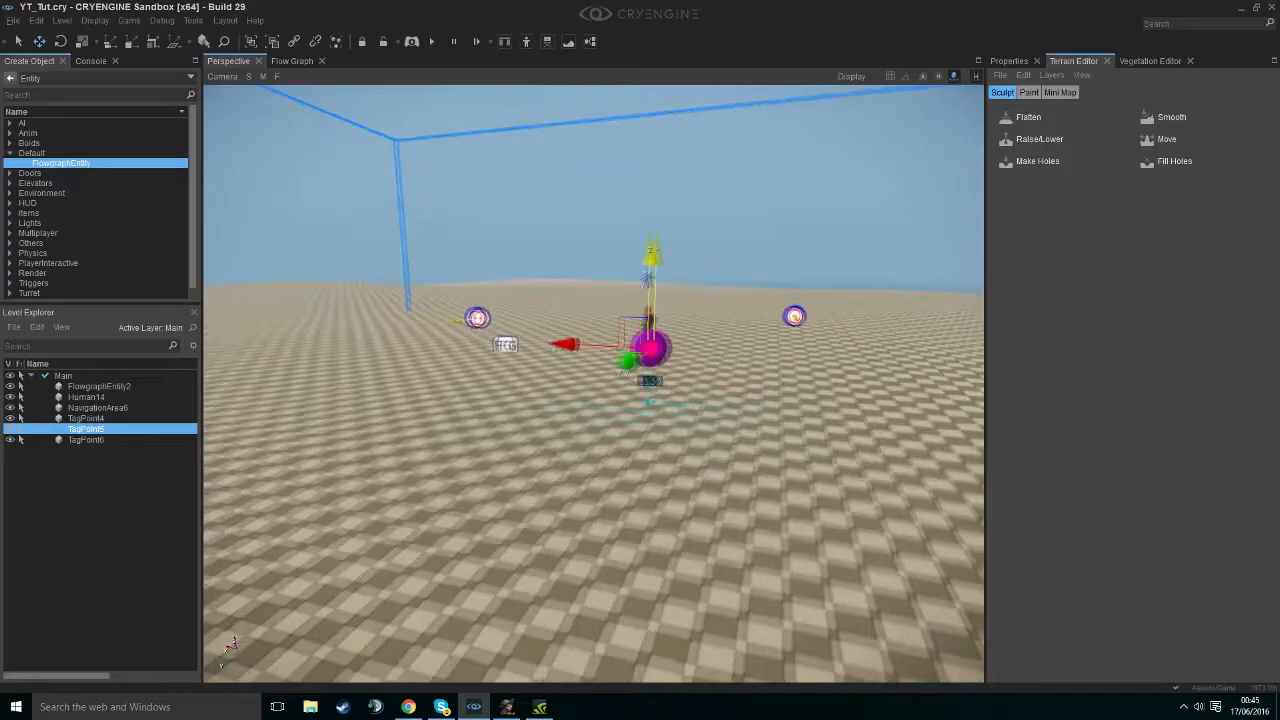 YT_Tut.cry - CRYENGINE Sandbox [x64] - Build 29
CRYENGINE
File Edit Level Display Debug Tools Layout Help
Search
Create Object Console
Perspective Flow Graph
Properties Terrain Editor Vegetation Editor
Entity
Camera S M F
Display
H
File Edit Layers View
Search
Sculpt Paint Mini Map
Name
AI
Anim
Boids
Default
FlowgraphEntity
Doors
Elevators
Environment
HUD
Items
Lights
Multiplayer
Others
Physics
PlayerInteractive
Render
Triggers
Turret
Flatten Smooth
Raise/Lower Move
Make Holes Fill Holes
Level Explorer
File Edit View Active Layer: Main
Search
V Name
Main
FlowgraphEntity2
Human14
NavigationArea6
TagPoint4
TagPoint5
TagPoint6
Z
Assets/Game 1973 Mb
Search the web and Windows
00:45
17/06/2016